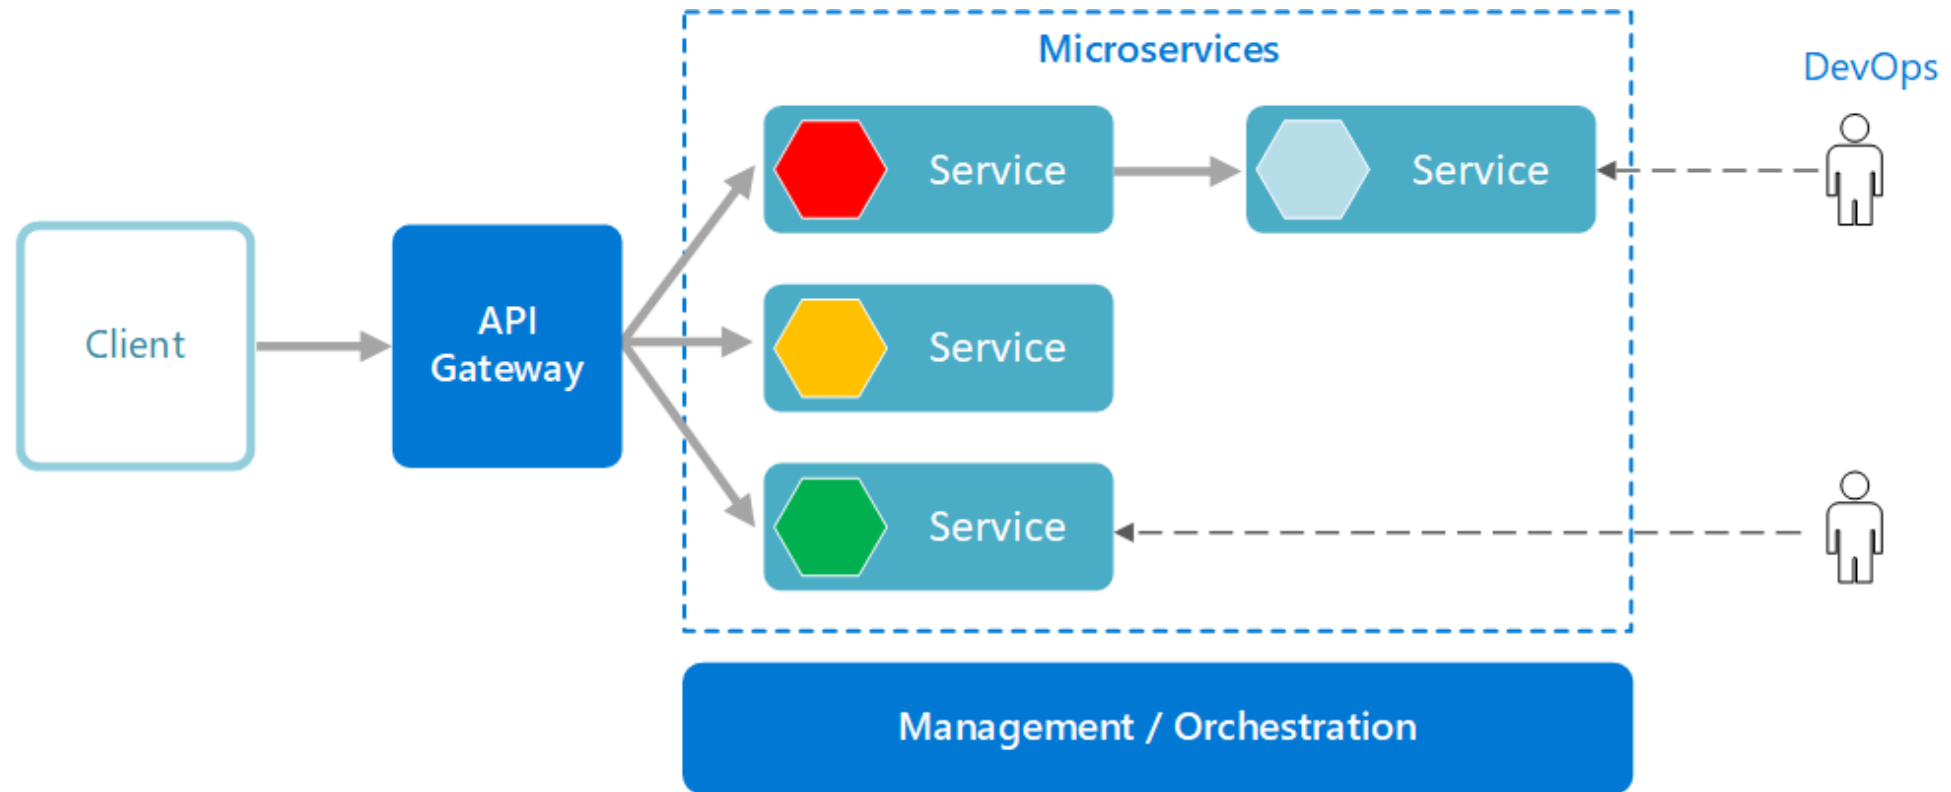 Microservices
DevOps
Service
Service
Client
API
Gateway
Service
Service
Management / Orchestration